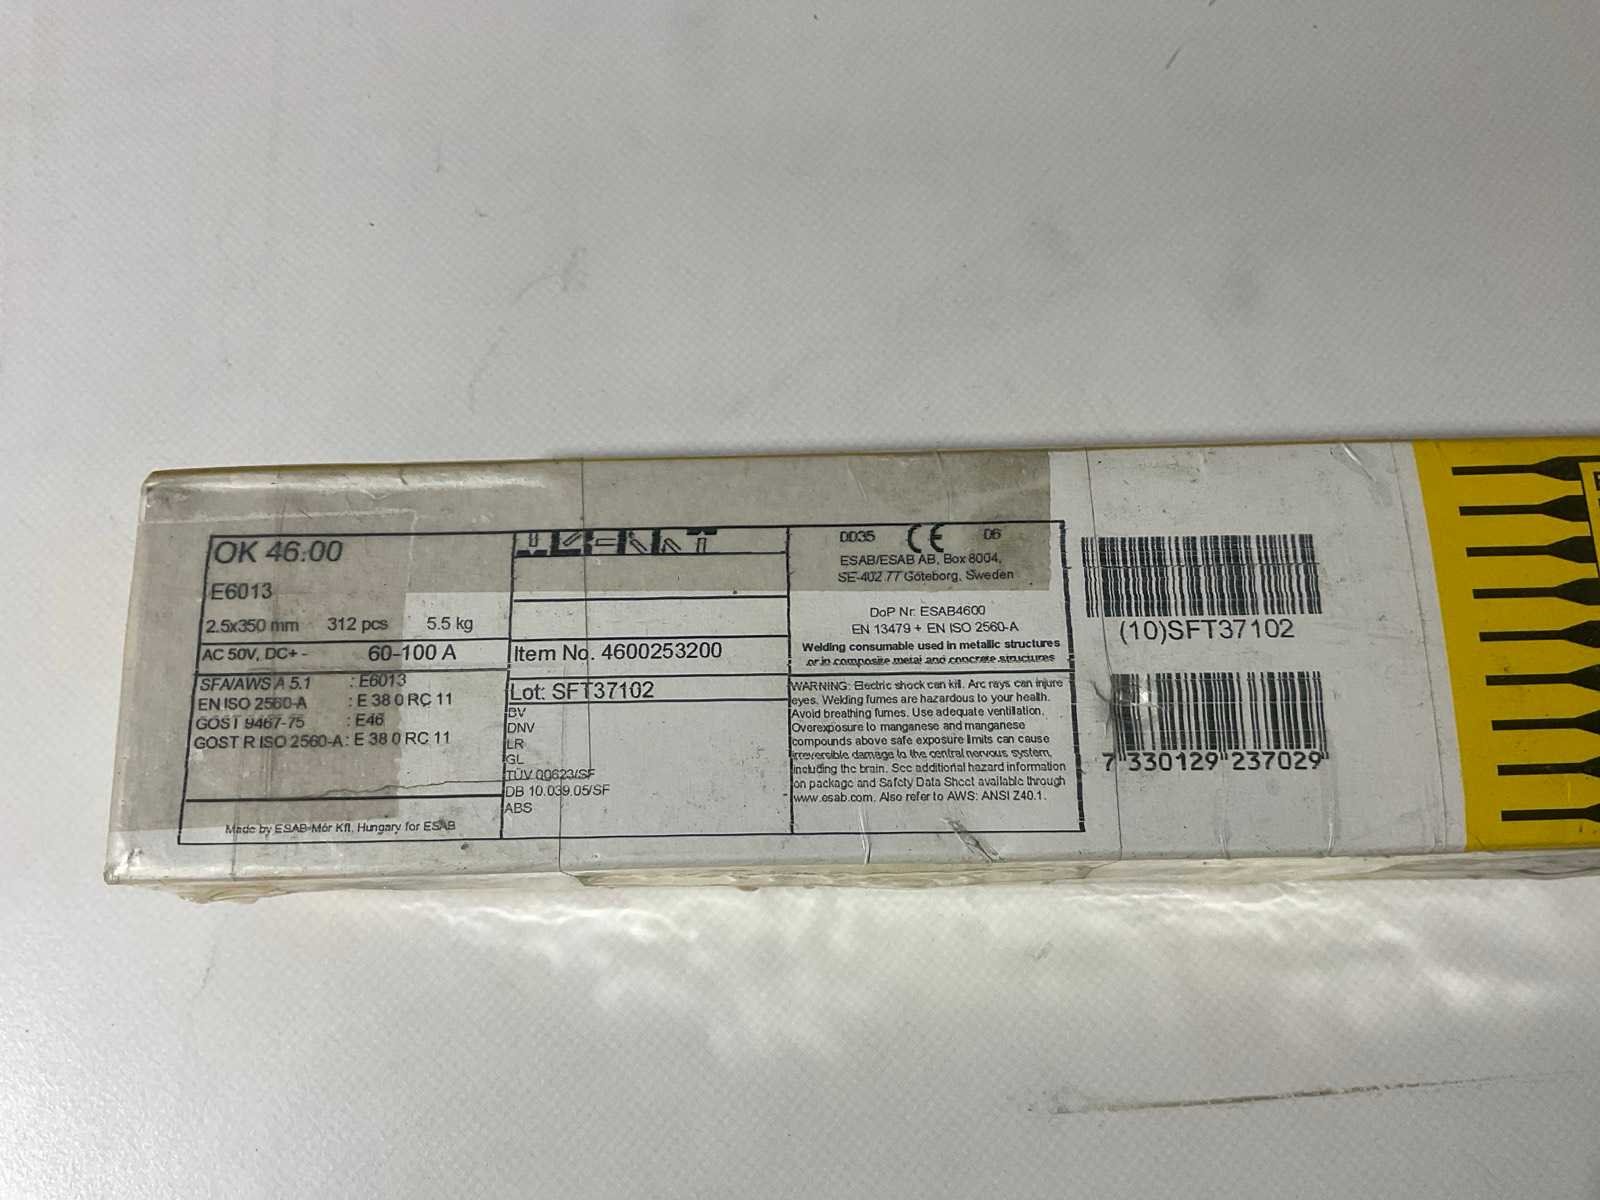 OK 46.00
E6013
2.5x350 mm 312 pcs 5.5 kg
AC 50V, DC+ - 60-100 A
SFA/AWS A 5.1 : E6013
EN ISO 2560-A : E 38 0 RC 11
GOST 9467-75 : E46
GOST R ISO 2560-A : E 38 0 RC 11
Made by ESAB-Mór Kft, Hungary for ESAB
Item No. 4600253200
Lot: SFT37102
BV
DNV
LR
GL
TÜV 00623/SF
DB 10.039.05/SF
ABS
0035 CE 06
ESAB/ESAB AB, Box 8004,
SE-402 77 Göteborg, Sweden
DoP Nr. ESAB4600
EN 13479 + EN ISO 2560-A
Welding consumable used in metallic structures
or in composite metal and concrete structures
WARNING: Electric shock can kill. Arc rays can injure
eyes. Welding fumes are hazardous to your health.
Avoid breathing fumes. Use adequate ventilation.
Overexposure to manganese and manganese
compounds above safe exposure limits can cause
irreversible damage to the central nervous system,
including the brain. See additional hazard information
on package and Safety Data Sheet available through
www.esab.com. Also refer to AWS: ANSI Z40.1.
(10)SFT37102
7 330129 237029